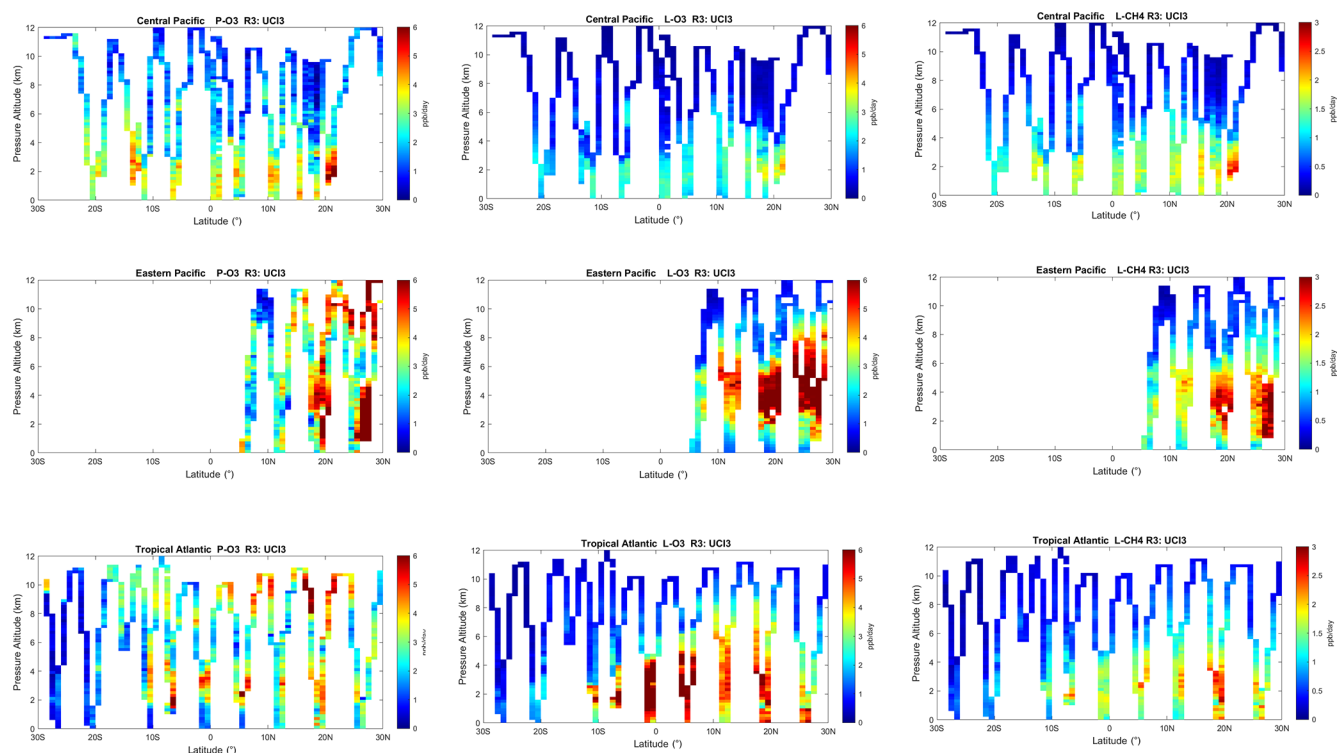 Central Pacific P-O3 R3: UCI3
Pressure Altitude (km)
12
10
8
6
4
2
0
30S 20S 10S 0 10N 20N 30N
Latitude (°)
6
5
4
3
2
1
0
ppb/day
Central Pacific L-O3 R3: UCI3
Pressure Altitude (km)
12
10
8
6
4
2
0
30S 20S 10S 0 10N 20N 30N
Latitude (°)
6
5
4
3
2
1
0
ppb/day
Central Pacific L-CH4 R3: UCI3
Pressure Altitude (km)
12
10
8
6
4
2
0
30S 20S 10S 0 10N 20N 30N
Latitude (°)
3
2.5
2
1.5
1
0.5
0
ppb/day
Eastern Pacific P-O3 R3: UCI3
Pressure Altitude (km)
12
10
8
6
4
2
0
30S 20S 10S 0 10N 20N 30N
Latitude (°)
6
5
4
3
2
1
0
ppb/day
Eastern Pacific L-O3 R3: UCI3
Pressure Altitude (km)
12
10
8
6
4
2
0
30S 20S 10S 0 10N 20N 30N
Latitude (°)
6
5
4
3
2
1
0
ppb/day
Eastern Pacific L-CH4 R3: UCI3
Pressure Altitude (km)
12
10
8
6
4
2
0
30S 20S 10S 0 10N 20N 30N
Latitude (°)
3
2.5
2
1.5
1
0.5
0
ppb/day
Tropical Atlantic P-O3 R3: UCI3
Pressure Altitude (km)
12
10
8
6
4
2
0
30S 20S 10S 0 10N 20N 30N
Latitude (°)
6
5
4
3
2
1
0
ppb/day
Tropical Atlantic L-O3 R3: UCI3
Pressure Altitude (km)
12
10
8
6
4
2
0
30S 20S 10S 0 10N 20N 30N
Latitude (°)
6
5
4
3
2
1
0
ppb/day
Tropical Atlantic L-CH4 R3: UCI3
Pressure Altitude (km)
12
10
8
6
4
2
0
30S 20S 10S 0 10N 20N 30N
Latitude (°)
3
2.5
2
1.5
1
0.5
0
ppb/day